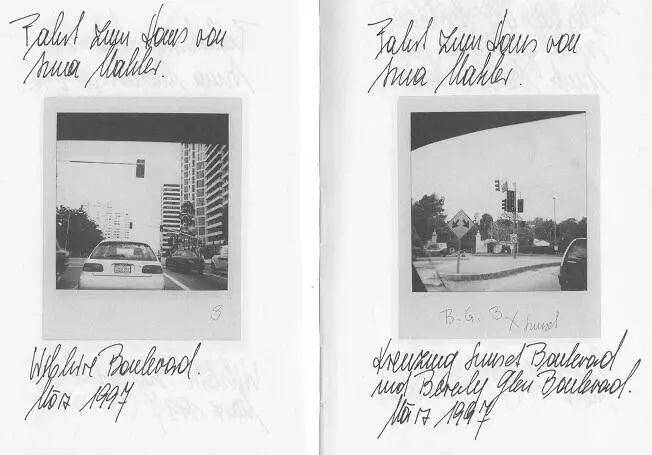 Fahrt zum Haus von
Anna Mahler.
3
Wilshire Boulevard.
März 1997
Fahrt zum Haus von
Anna Mahler.
B. G. B. x Sunset
Kreuzung Sunset Boulevard
und Beverly Glen Boulevard.
März 1997